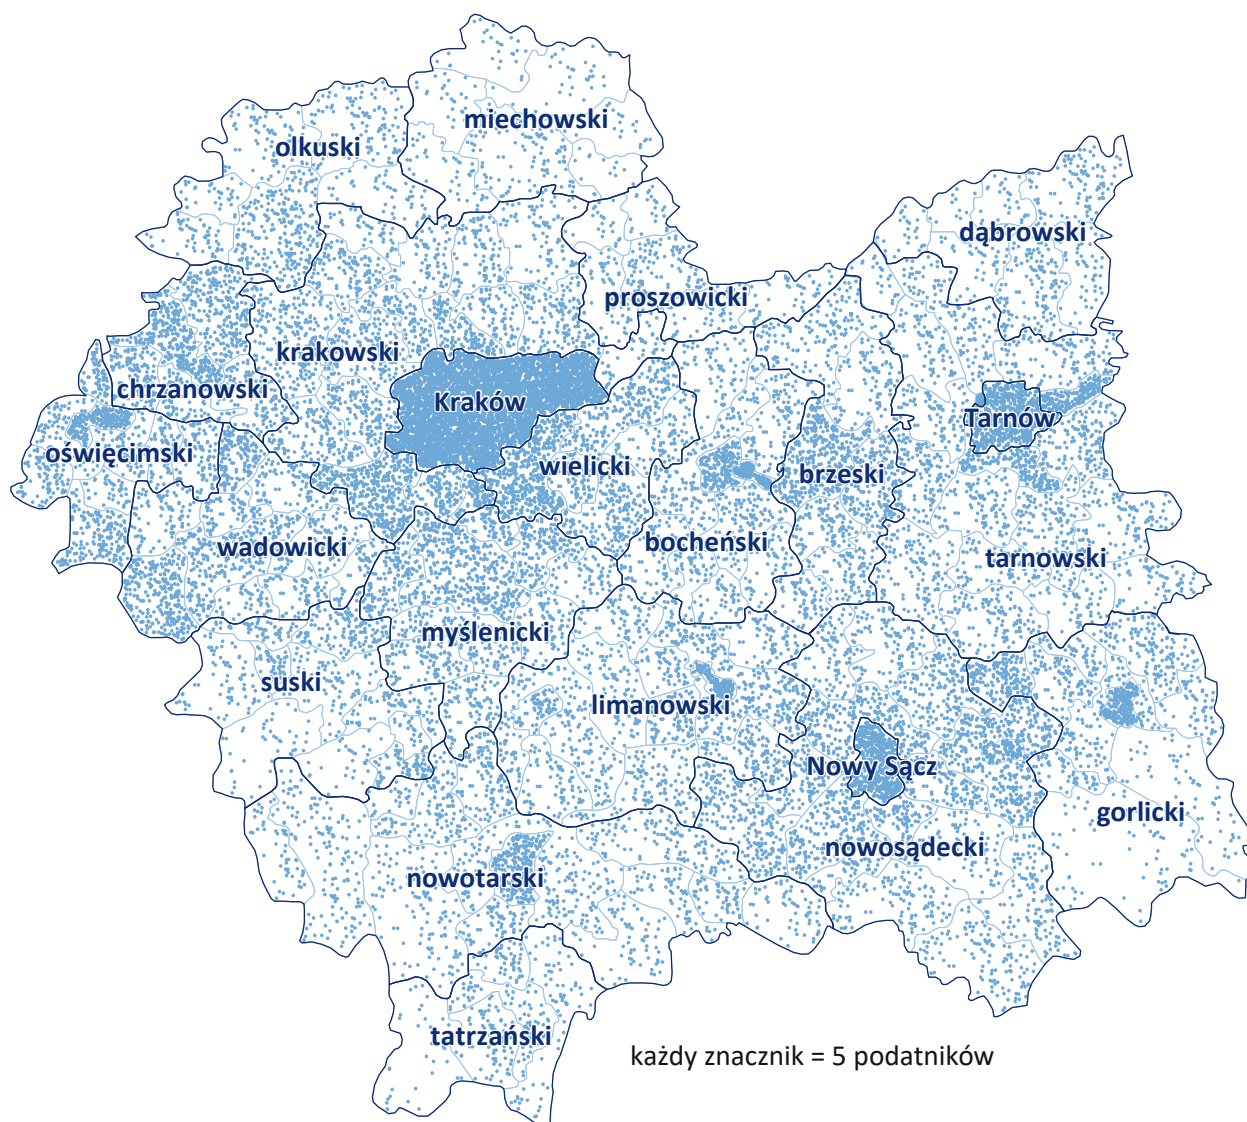 miechowski
olkuski
dąbrowski
proszowicki
krakowski
chrzanowski
Kraków
Tarnów
oświęcimski
wielicki
brzeski
wadowicki
bocheński
tarnowski
myślenicki
suski
limanowski
Nowy Sącz
gorlicki
nowosądecki
nowotarski
tatrzański
każdy znacznik = 5 podatników